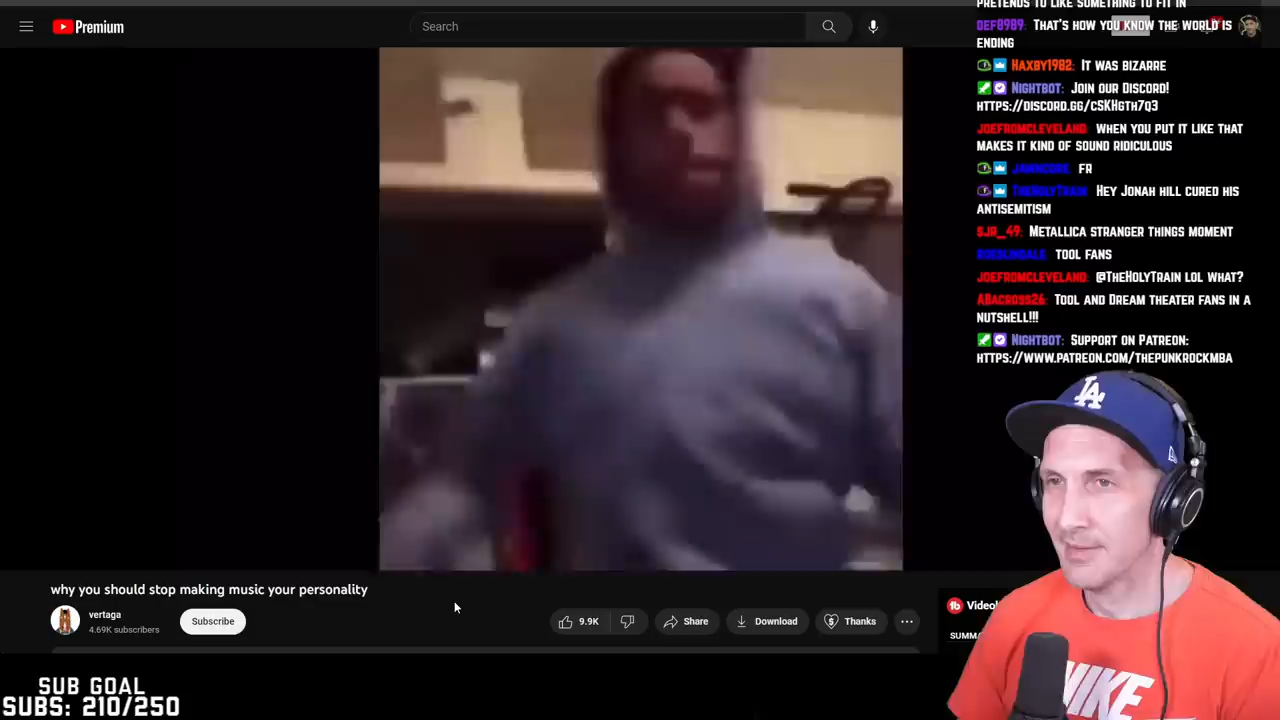 Premium
Search
PRETENDS TO LIKE SOMETHING TO FIT IN
DEF8989: THAT'S HOW YOU KNOW THE WORLD IS
ENDING
HAXBY1982: IT WAS BIZARRE
NIGHTBOT: JOIN OUR DISCORD!
HTTPS://DISCORD.GG/CSKHGTH7Q3
JOEFROMCLEVELAND: WHEN YOU PUT IT LIKE THAT
MAKES IT KIND OF SOUND RIDICULOUS
FR
THEHOLYTRAIN: HEY JONAH HILL CURED HIS
ANTISEMITISM
SJR_49: METALLICA STRANGER THINGS MOMENT
TOOL FANS
JOEFROMCLEVELAND: @THEHOLYTRAIN LOL WHAT?
ABACROSS26: TOOL AND DREAM THEATER FANS IN A
NUTSHELL!!!
NIGHTBOT: SUPPORT ON PATREON:
HTTPS://WWW.PATREON.COM/THEPUNKROCKMBA
LA
why you should stop making music your personality
vertaga
4.69K subscribers
Subscribe
9.9K
Share
Download
Thanks
tb
SUB GOAL
SUBS: 210/250
NIKE